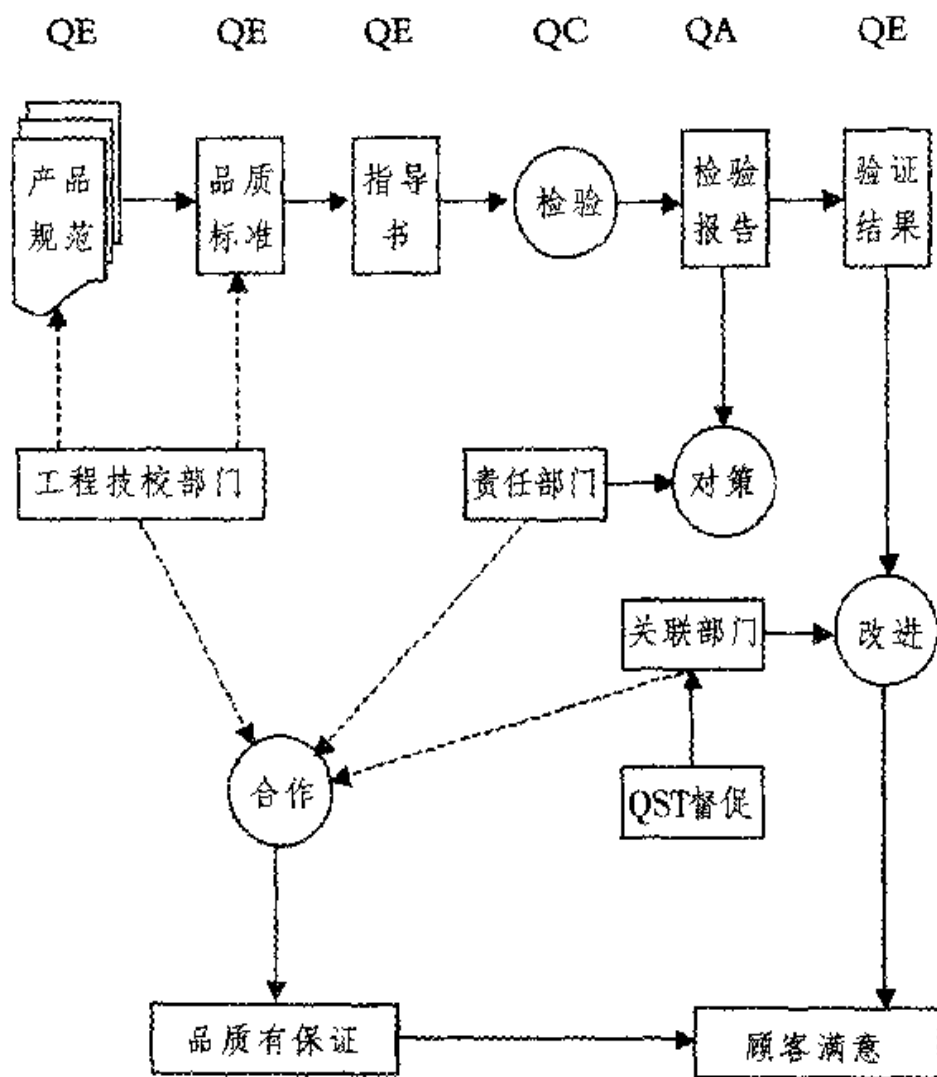 QE QE QE QC QA QE
产品
规范
品质
标准
指导
书
检验
检验
报告
验证
结果
工程技校部门
责任部门
对策
关联部门
改进
合作
QST督促
品质有保证
顾客满意